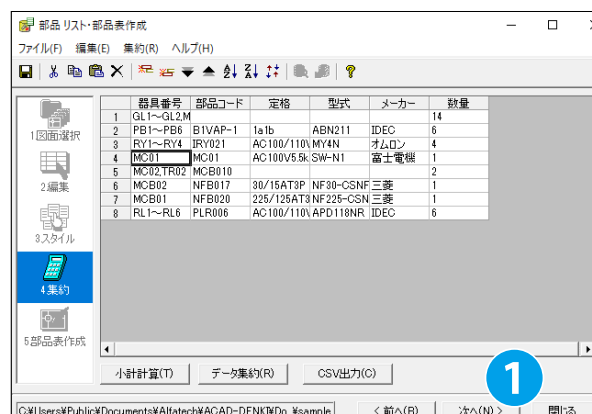 部品 リスト・部品表作成
ファイル(F) 編集(E) 集約(R) ヘルプ(H)
器具番号 部品コード 定格 型式 メーカー 数量
1 GL1～GL2,M 14
2 PB1～PB6 B1VAP-1 1a1b ABN211 IDEC 6
3 RY1～RY4 IRY021 AC100/110V MY4N オムロン 4
4 MC01 MC01 AC100V5.5k SW-N1 富士電機 1
5 MC02,TR02 MCB010 2
6 MCB02 NFB017 30/15AT3P NF30-CSNF 三菱 1
7 MCB01 NFB020 225/125AT3 NF225-CSN 三菱 1
8 RL1～RL6 PLR006 AC100/110V APD118NR IDEC 6
1図面選択
2.編集
3.スタイル
4.集約
5部品表作成
小計計算(T) データ集約(R) CSV出力(C)
1
C:¥Users¥Public¥Documents¥Alfatech¥ACAD-DENKI¥Do_¥sample < 前へ(B) 次へ(N) > 閉じる